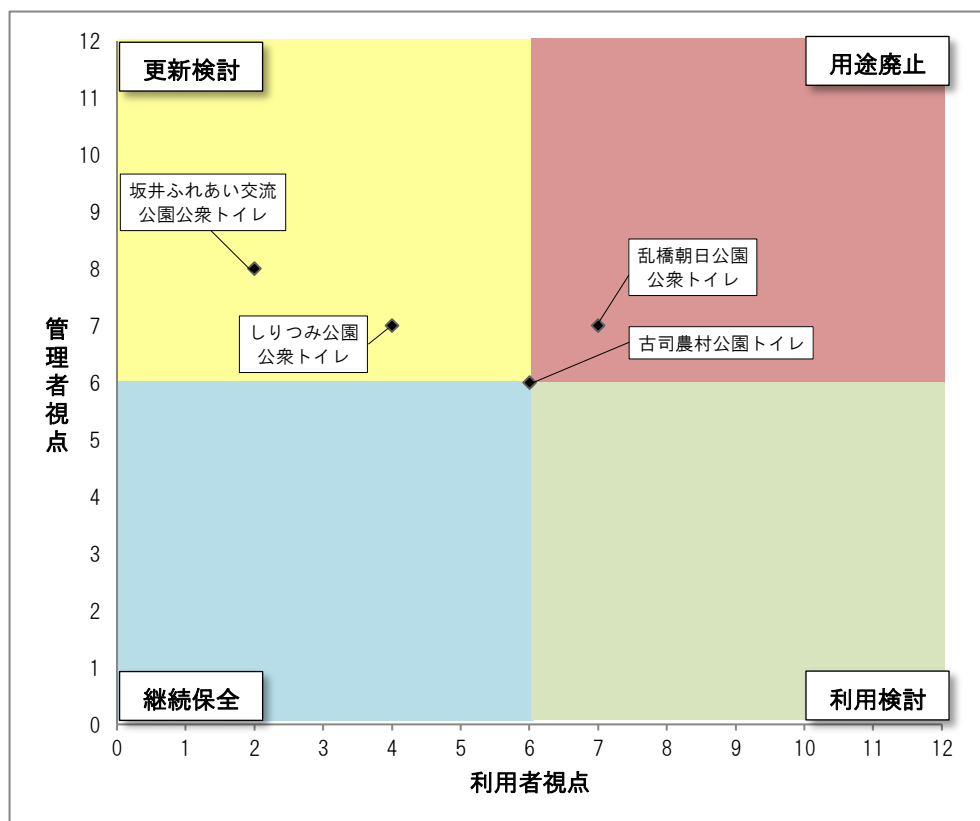 12
11
10
9
8
7
6
5
4
3
2
1
0
管理者視点
更新検討
用途廃止
坂井ふれあい交流
公園公衆トイレ
乱橋朝日公園
公衆トイレ
しりつみ公園
公衆トイレ
古司農村公園トイレ
継続保全
利用検討
0 1 2 3 4 5 6 7 8 9 10 11 12
利用者視点